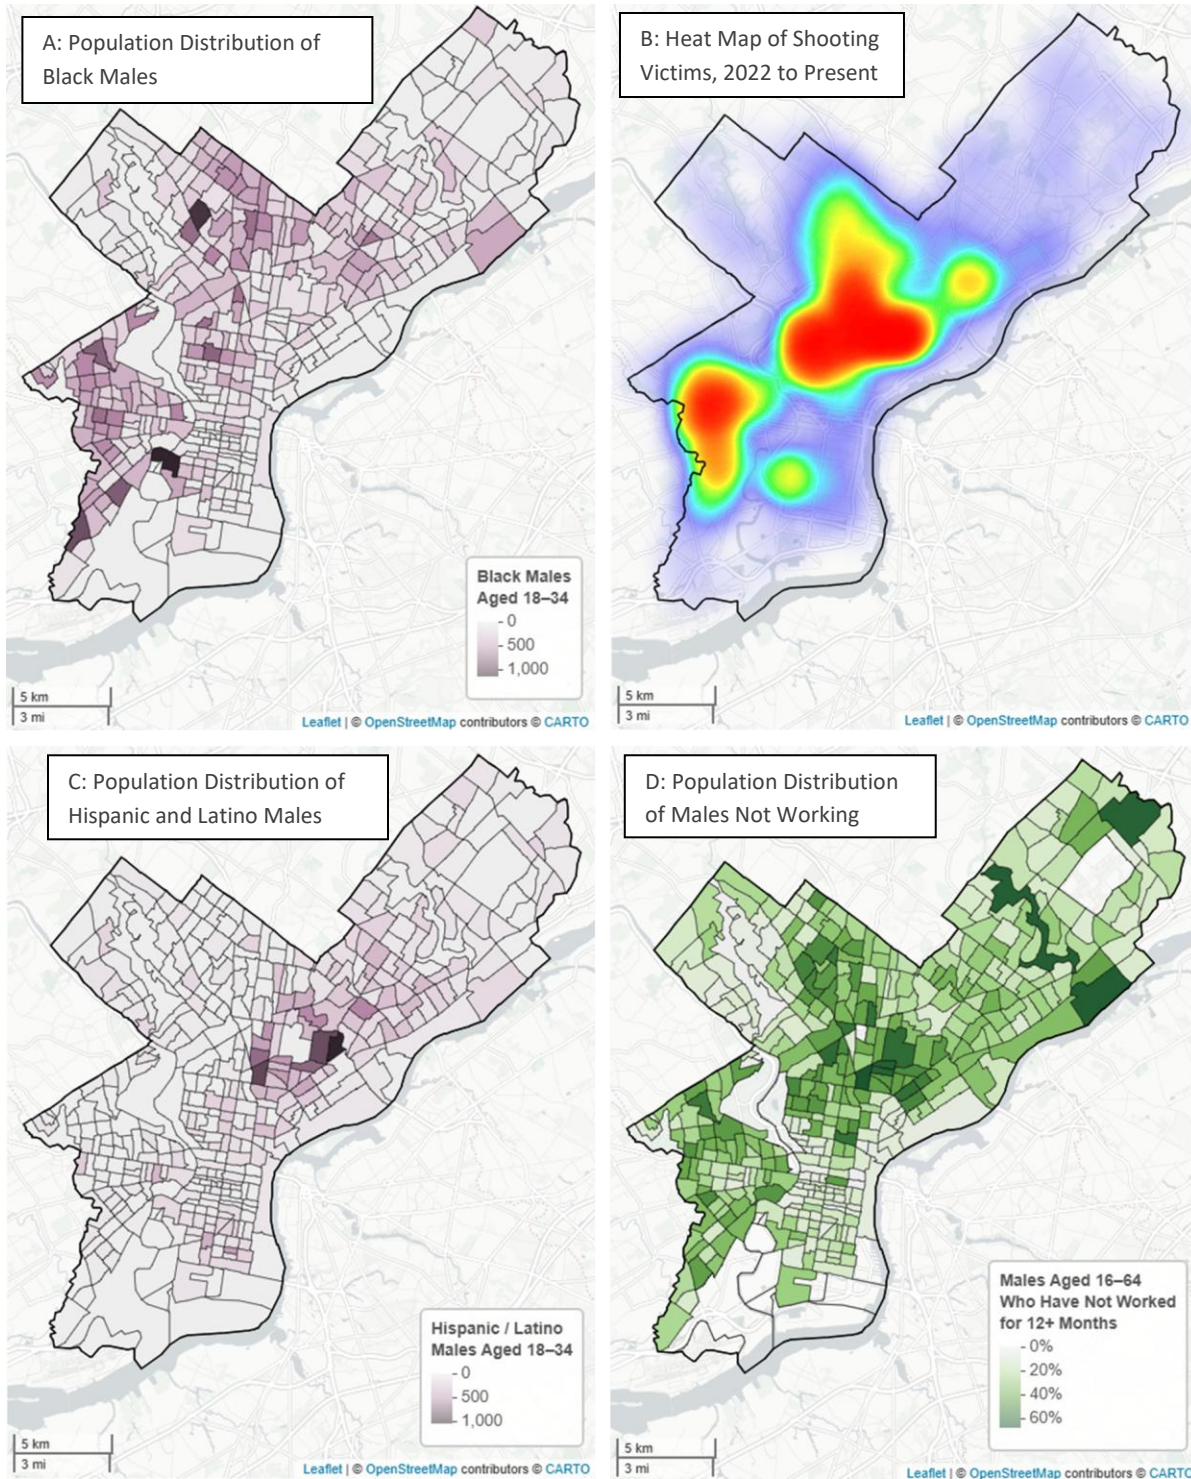 A: Population Distribution of
Black Males
Black Males
Aged 18–34
0
500
1,000
5 km
3 mi
Leaflet | © OpenStreetMap contributors © CARTO
B: Heat Map of Shooting
Victims, 2022 to Present
5 km
3 mi
Leaflet | © OpenStreetMap contributors © CARTO
C: Population Distribution of
Hispanic and Latino Males
Hispanic / Latino
Males Aged 18–34
0
500
1,000
5 km
3 mi
Leaflet | © OpenStreetMap contributors © CARTO
D: Population Distribution
of Males Not Working
Males Aged 16–64
Who Have Not Worked
for 12+ Months
0%
20%
40%
60%
5 km
3 mi
Leaflet | © OpenStreetMap contributors © CARTO